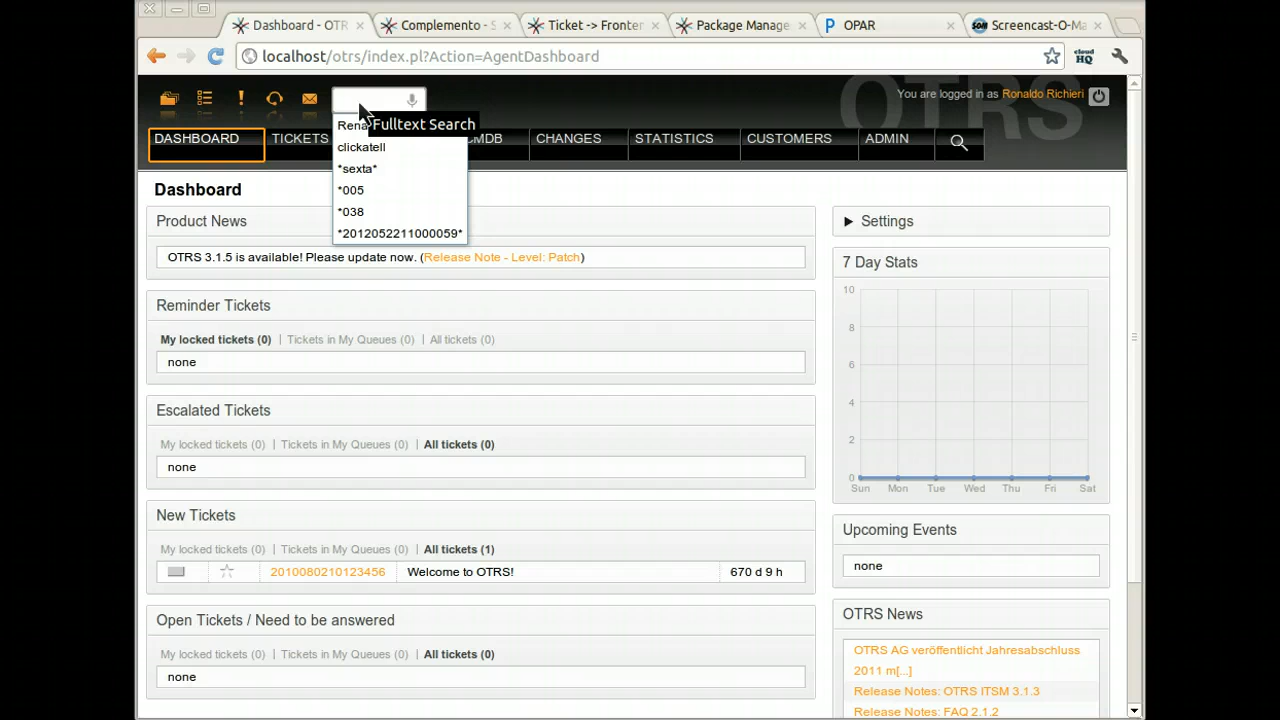 Dashboard - OTRS
Complemento - S
Ticket -> Fronter
Package Manage
OPAR
Screencast-O-Ma
localhost/otrs/index.pl?Action=AgentDashboard
cloud
HQ
OTRS
You are logged in as Ronaldo Richieri
Fulltext Search
clickatell
*sexta*
*005
*038
*2012052211000059*
DASHBOARD
TICKETS
CMDB
CHANGES
STATISTICS
CUSTOMERS
ADMIN
Dashboard
Product News
OTRS 3.1.5 is available! Please update now. (Release Note - Level: Patch)
Reminder Tickets
My locked tickets (0) | Tickets in My Queues (0) | All tickets (0)
none
Escalated Tickets
My locked tickets (0) | Tickets in My Queues (0) | All tickets (0)
none
New Tickets
My locked tickets (0) | Tickets in My Queues (0) | All tickets (1)
2010080210123456 Welcome to OTRS! 670 d 9 h
Open Tickets / Need to be answered
My locked tickets (0) | Tickets in My Queues (0) | All tickets (0)
none
Settings
7 Day Stats
10
8
6
4
2
0
Sun Mon Tue Wed Thu Fri Sat
Upcoming Events
none
OTRS News
OTRS AG veröffentlicht Jahresabschluss
2011 m[...]
Release Notes: OTRS ITSM 3.1.3
Release Notes: FAQ 2.1.2